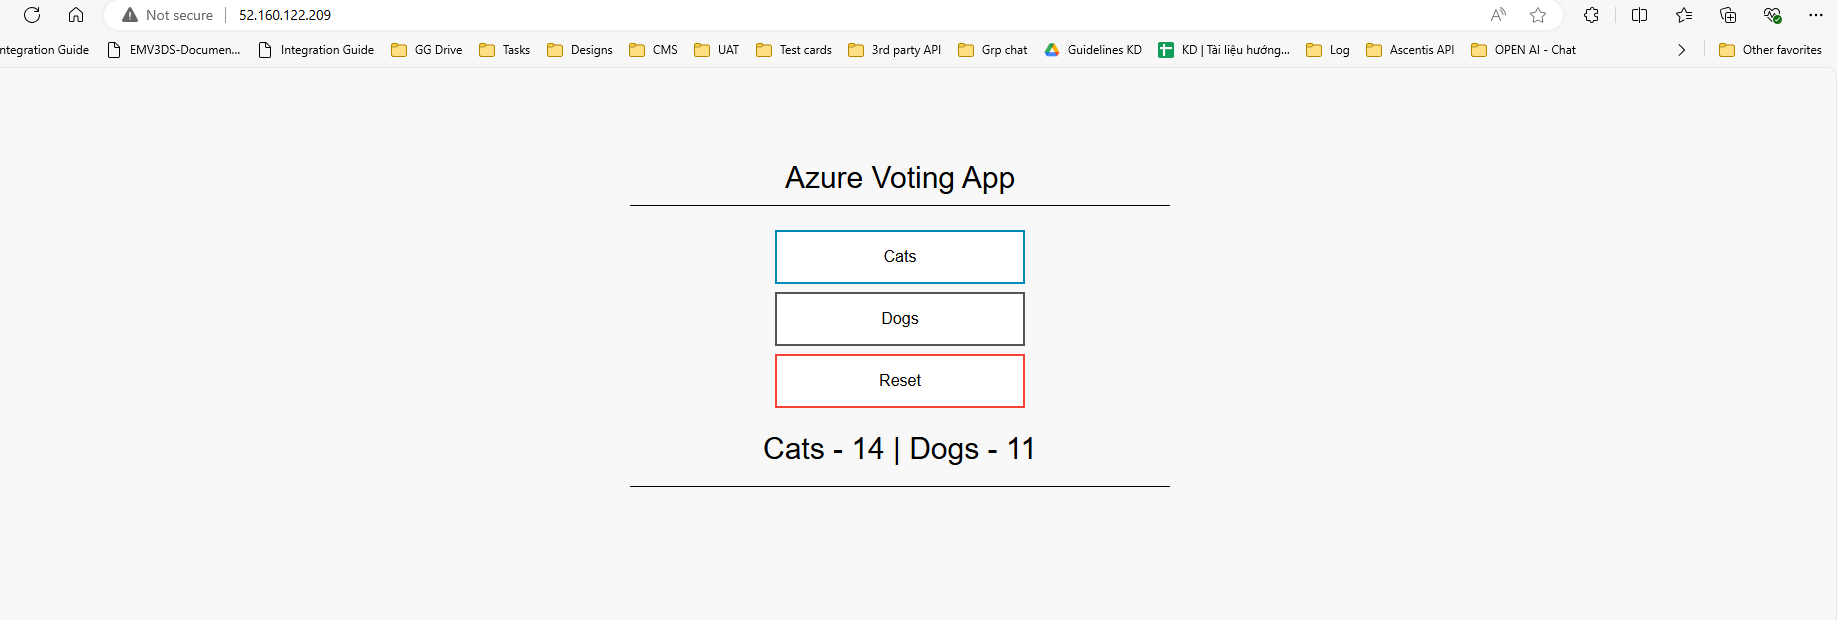 Not secure 52.160.122.209
ntegration Guide EMV3DS-Documen... Integration Guide GG Drive Tasks Designs CMS UAT Test cards 3rd party API Grp chat Guidelines KD KD | Tài liệu hướng... Log Ascentis API OPEN AI - Chat Other favorites
Azure Voting App
Cats
Dogs
Reset
Cats - 14 | Dogs - 11